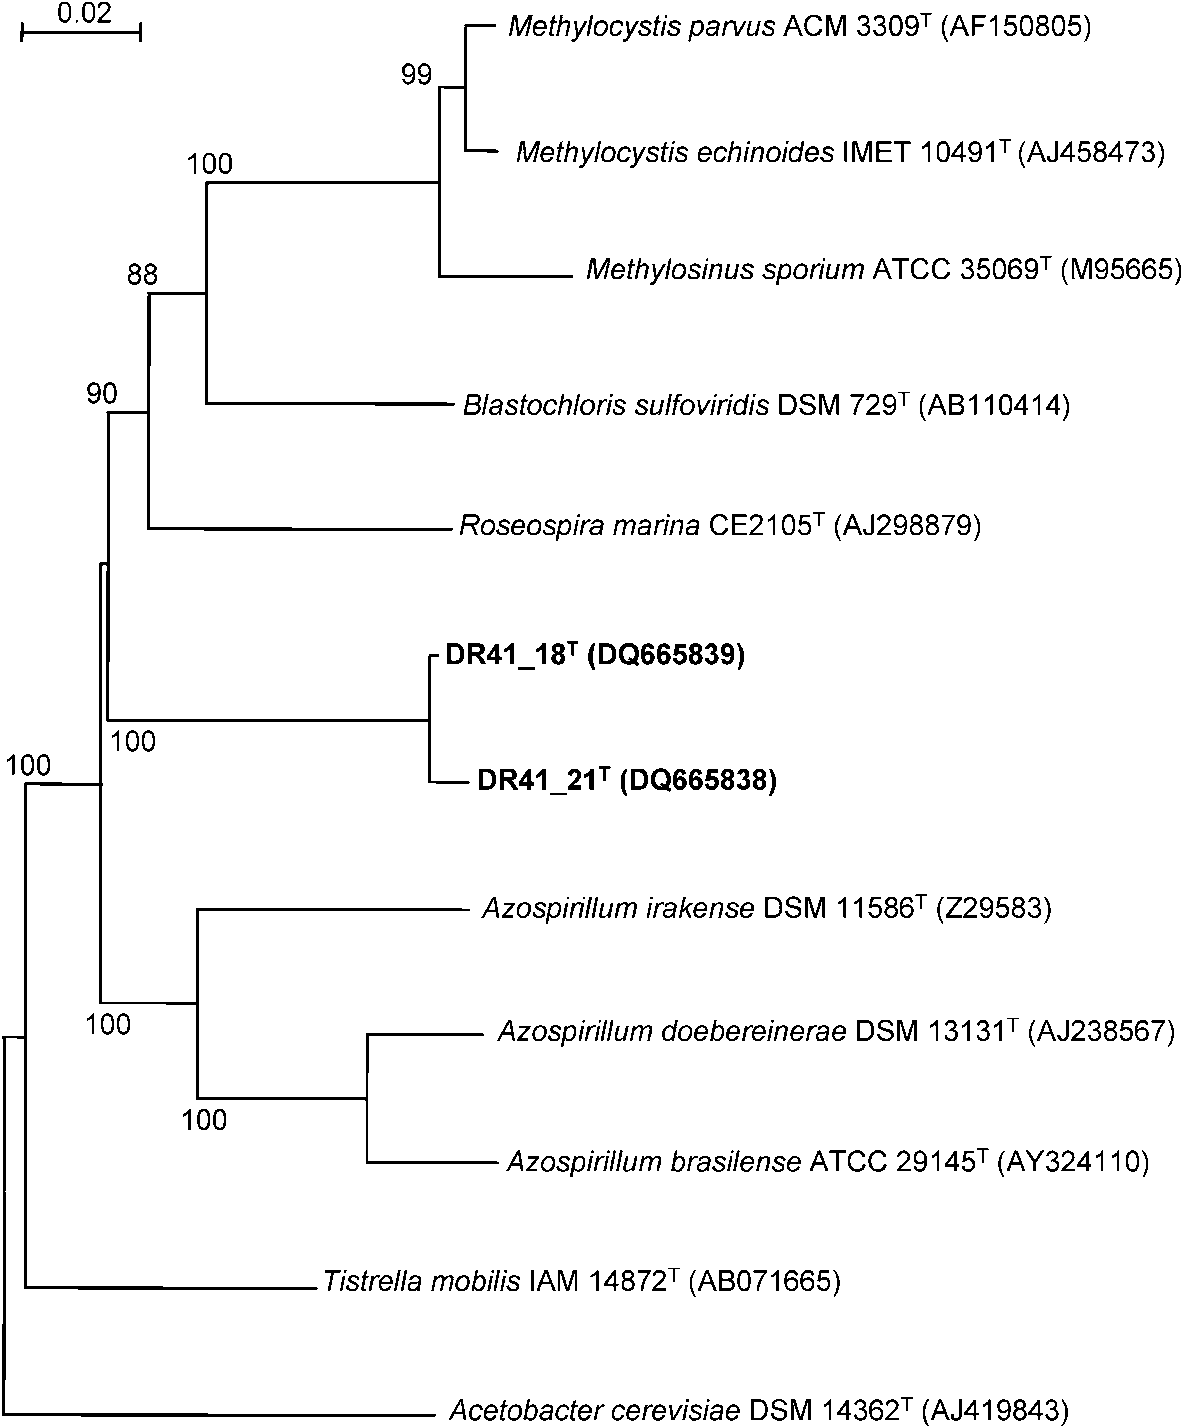 0.02
Methylocystis parvus ACM 3309ᵀ (AF150805)
99
Methylocystis echinoides IMET 10491ᵀ (AJ458473)
100
Methylosinus sporium ATCC 35069ᵀ (M95665)
88
90
Blastochloris sulfoviridis DSM 729ᵀ (AB110414)
Roseospira marina CE2105ᵀ (AJ298879)
DR41_18ᵀ (DQ665839)
100
100
DR41_21ᵀ (DQ665838)
Azospirillum irakense DSM 11586ᵀ (Z29583)
100
Azospirillum doebereinerae DSM 13131ᵀ (AJ238567)
100
Azospirillum brasilense ATCC 29145ᵀ (AY324110)
Tistrella mobilis IAM 14872ᵀ (AB071665)
Acetobacter cerevisiae DSM 14362ᵀ (AJ419843)